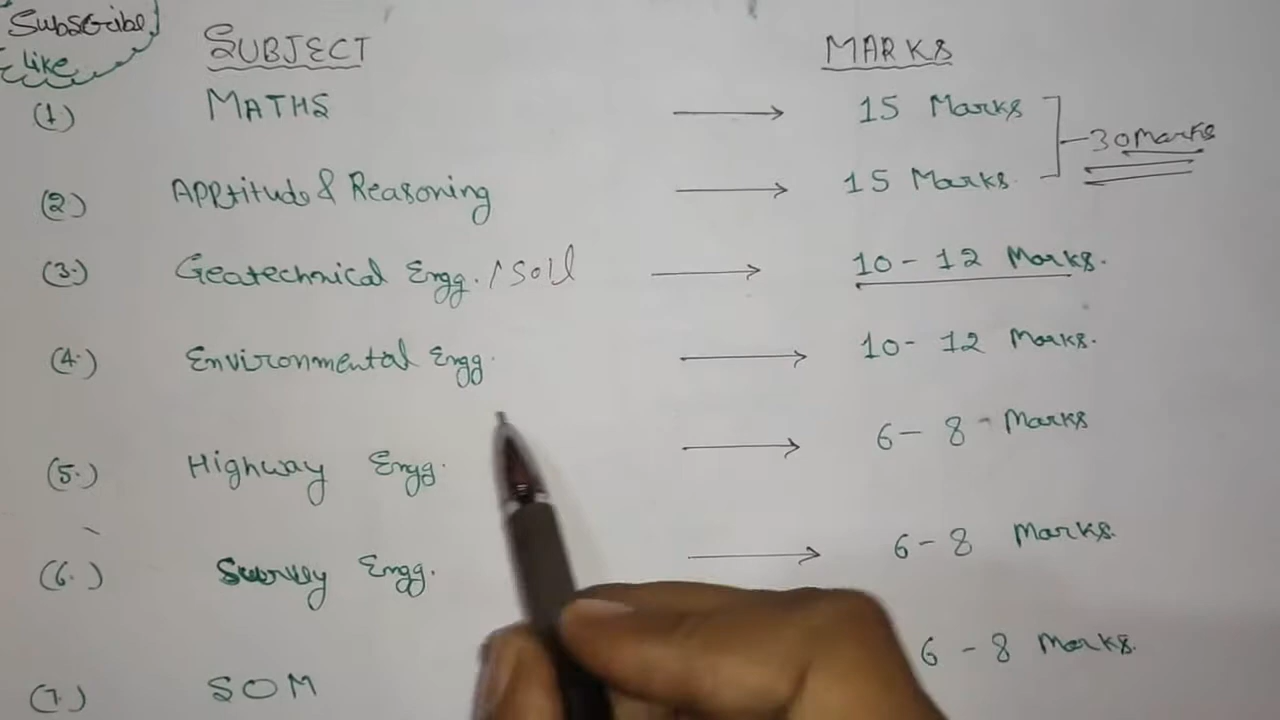 Subscribe
Like
SUBJECT MARKS
(1.) MATHS → 15 Marks
30 Marks
(2.) Apptitude & Reasoning → 15 Marks.
(3.) Geotechnical Engg. / Soil → 10 - 12 Marks.
(4.) Environmental Engg. → 10 - 12 Marks.
(5.) Highway Engg. → 6 - 8 - Marks
(6.) Survey Engg. → 6 - 8 Marks.
(7.) SOM 6 - 8 Marks.